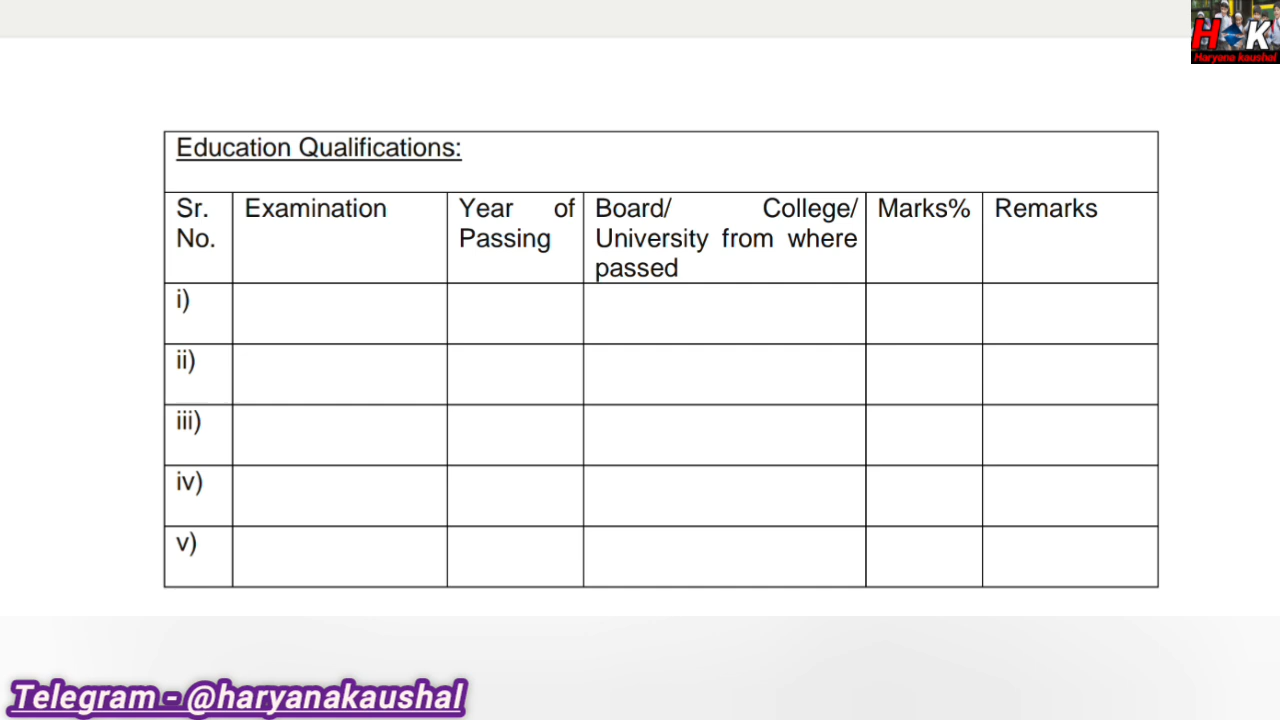 H K
Haryana kaushal
Education Qualifications:
Sr. No. Examination Year of Passing Board/ College/ University from where passed Marks% Remarks
i)
ii)
iii)
iv)
v)
Telegram - @haryanakaushal